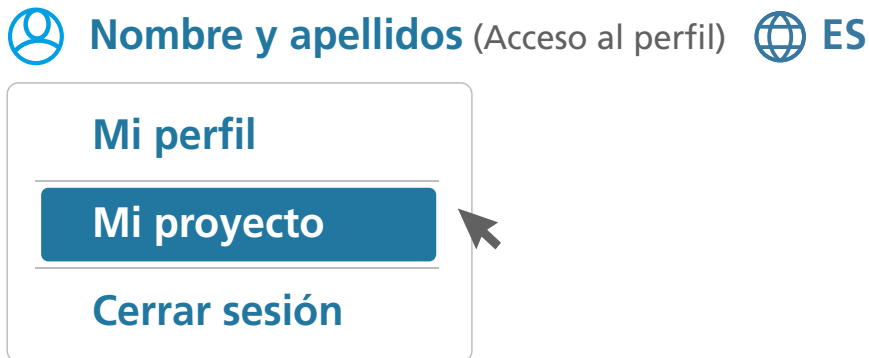 Nombre y apellidos (Acceso al perfil) ES
Mi perfil
Mi proyecto
Cerrar sesión